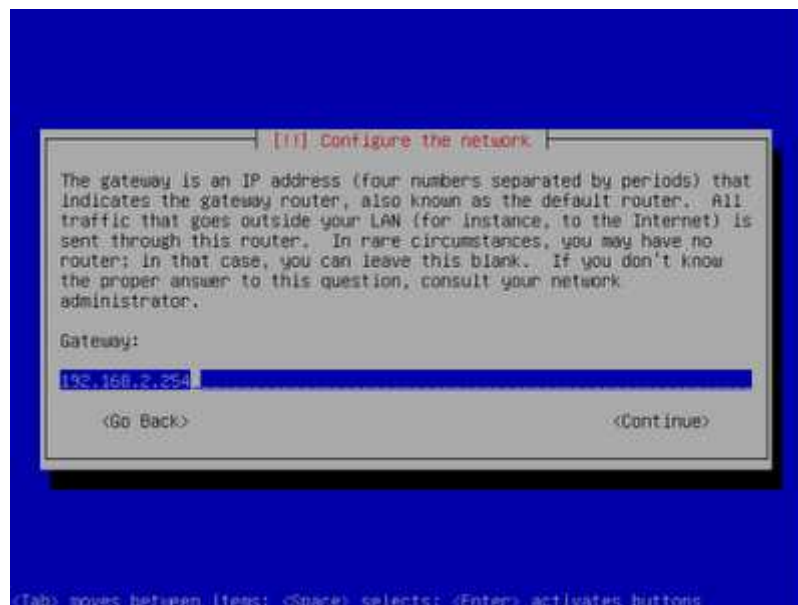 [!!] Configure the network
The gateway is an IP address (four numbers separated by periods) that
indicates the gateway router, also known as the default router. All
traffic that goes outside your LAN (for instance, to the Internet) is
sent through this router. In rare circumstances, you may have no
router: in that case, you can leave this blank. If you don't know
the proper answer to this question, consult your network
administrator.
Gateway:
192.168.2.254
<Go Back> <Continue>
<Tab> moves between items; <Space> selects; <Enter> activates buttons